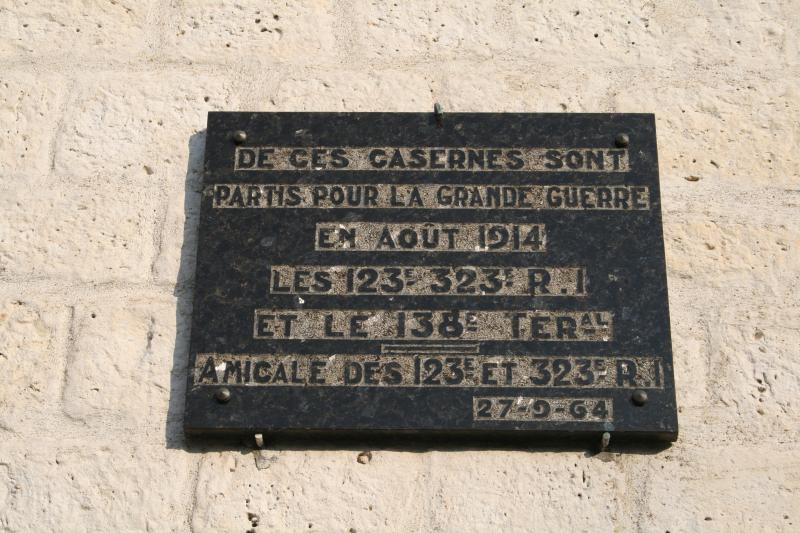 DE CES CASERNES SONT
PARTIS POUR LA GRANDE GUERRE
EN AOÛT 1914
LES 123E 323E R.I
ET LE 138E TERAL
AMICALE DES 123E ET 323E R.I
27-9-64